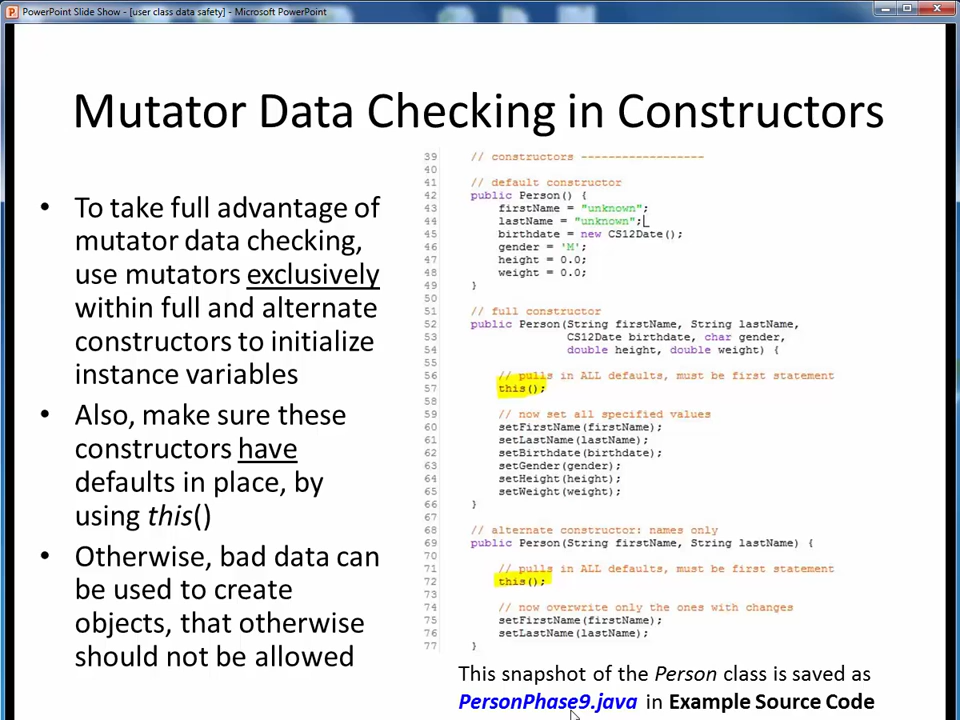 PowerPoint Slide Show - [user class data safety] - Microsoft PowerPoint
Mutator Data Checking in Constructors
• To take full advantage of
mutator data checking,
use mutators exclusively
within full and alternate
constructors to initialize
instance variables
• Also, make sure these
constructors have
defaults in place, by
using this()
• Otherwise, bad data can
be used to create
objects, that otherwise
should not be allowed
39 // constructors ------------------
40
41 // default constructor
42 public Person() {
43 firstName = "unknown";
44 lastName = "unknown";
45 birthdate = new CS12Date();
46 gender = 'M';
47 height = 0.0;
48 weight = 0.0;
49 }
50
51 // full constructor
52 public Person(String firstName, String lastName,
53 CS12Date birthdate, char gender,
54 double height, double weight) {
55
56 // pulls in ALL defaults, must be first statement
57 this();
58
59 // now set all specified values
60 setFirstName(firstName);
61 setLastName(lastName);
62 setBirthdate(birthdate);
63 setGender(gender);
64 setHeight(height);
65 setWeight(weight);
66 }
67
68 // alternate constructor: names only
69 public Person(String firstName, String lastName) {
70
71 // pulls in ALL defaults, must be first statement
72 this();
73
74 // now overwrite only the ones with changes
75 setFirstName(firstName);
76 setLastName(lastName);
77 }
This snapshot of the Person class is saved as
PersonPhase9.java in Example Source Code